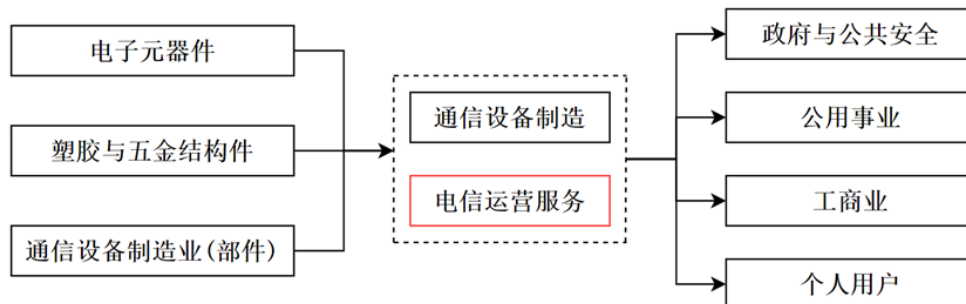 电子元器件
塑胶与五金结构件
通信设备制造业(部件)
通信设备制造
电信运营服务
政府与公共安全
公用事业
工商业
个人用户